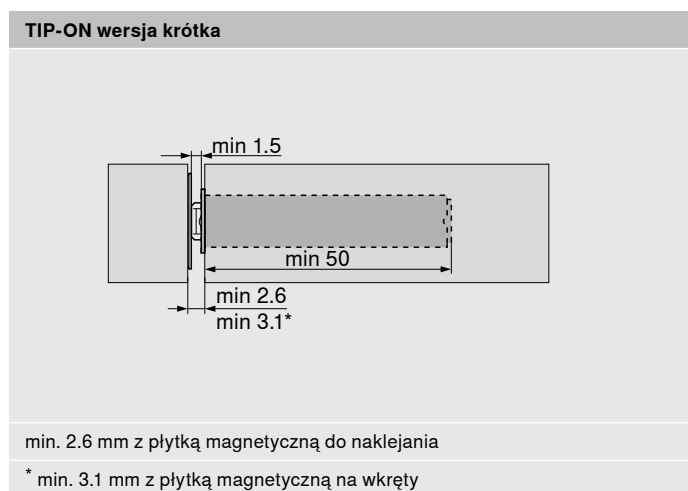 TIP-ON wersja krótka
min 1.5
min 50
min 2.6
min 3.1*
min. 2.6 mm z płytką magnetyczną do naklejania
* min. 3.1 mm z płytką magnetyczną na wkręty